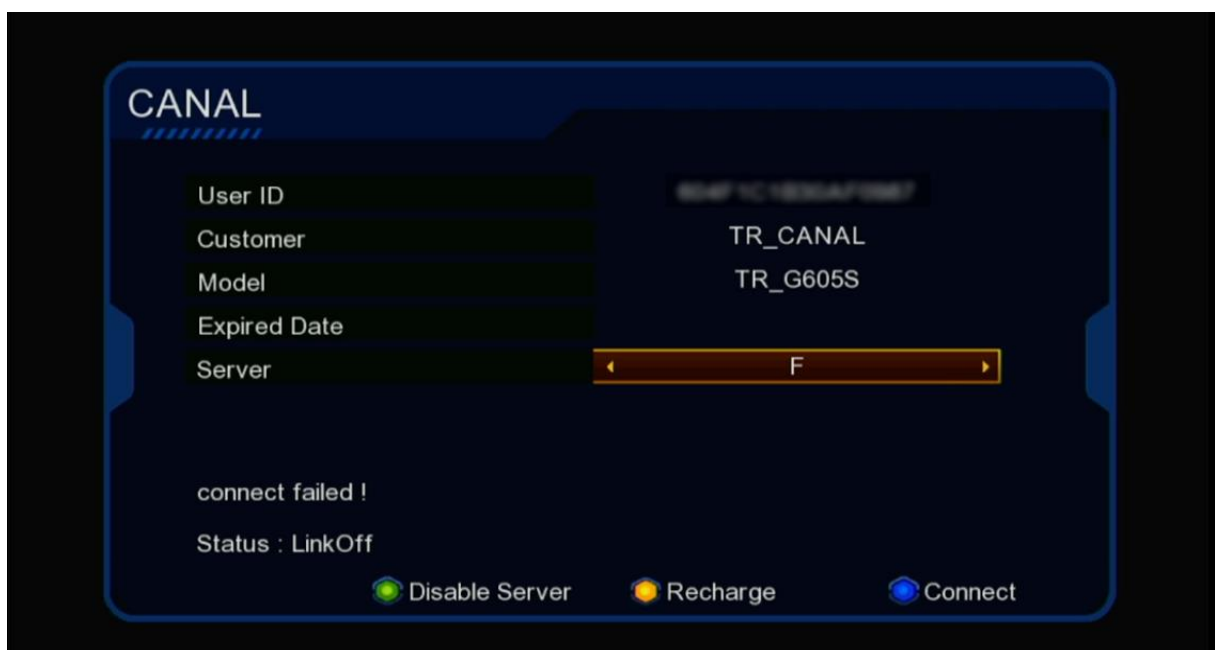 CANAL
User ID
Customer TR_CANAL
Model TR_G605S
Expired Date
Server F
connect failed !
Status : LinkOff
Disable Server Recharge Connect